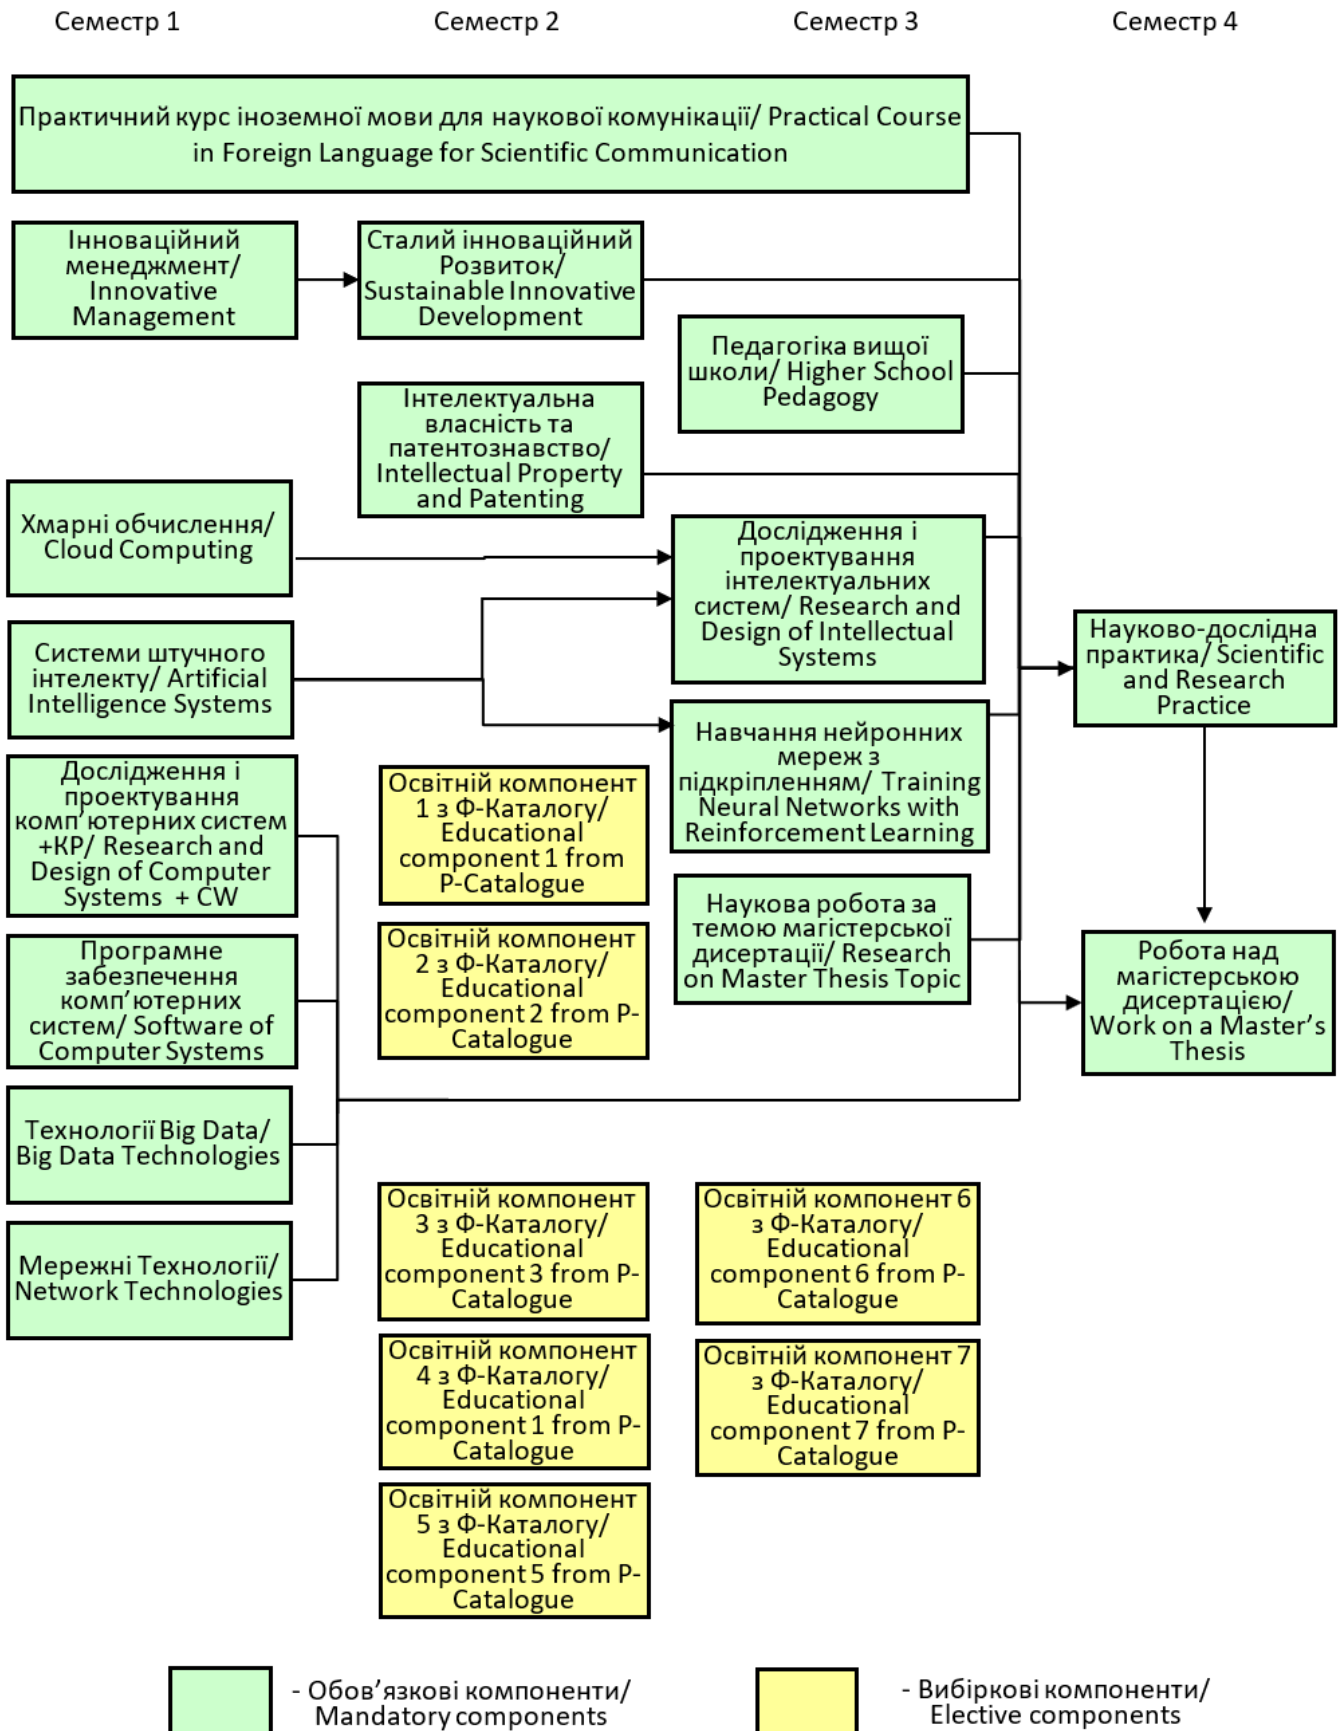 Семестр 1
Семестр 2
Семестр 3
Семестр 4
Практичний курс іноземної мови для наукової комунікації/ Practical Course
in Foreign Language for Scientific Communication
Інноваційний
менеджмент/
Innovative
Management
Сталий інноваційний
Розвиток/
Sustainable Innovative
Development
Педагогіка вищої
школи/ Higher School
Pedagogy
Інтелектуальна
власність та
патентознавство/
Intellectual Property
and Patenting
Хмарні обчислення/
Cloud Computing
Дослідження і
проектування
інтелектуальних
систем/ Research and
Design of Intellectual
Systems
Системи штучного
інтелекту/ Artificial
Intelligence Systems
Науково-дослідна
практика/ Scientific
and Research
Practice
Навчання нейронних
мереж з
підкріпленням/ Training
Neural Networks with
Reinforcement Learning
Дослідження і
проектування
комп’ютерних систем
+КР/ Research and
Design of Computer
Systems + CW
Освітній компонент
1 з Ф-Каталогу/
Educational
component 1 from
P-Catalogue
Наукова робота за
темою магістерської
дисертації/ Research
on Master Thesis Topic
Освітній компонент
2 з Ф-Каталогу/
Educational
component 2 from P-
Catalogue
Програмне
забезпечення
комп’ютерних
систем/ Software of
Computer Systems
Робота над
магістерською
дисертацією/
Work on a Master’s
Thesis
Технології Big Data/
Big Data Technologies
Мережні Технології/
Network Technologies
Освітній компонент
3 з Ф-Каталогу/
Educational
component 3 from P-
Catalogue
Освітній компонент 6
з Ф-Каталогу/
Educational
component 6 from P-
Catalogue
Освітній компонент
4 з Ф-Каталогу/
Educational
component 1 from P-
Catalogue
Освітній компонент 7
з Ф-Каталогу/
Educational
component 7 from P-
Catalogue
Освітній компонент
5 з Ф-Каталогу/
Educational
component 5 from P-
Catalogue
- Обов’язкові компоненти/
Mandatory components
- Вибіркові компоненти/
Elective components